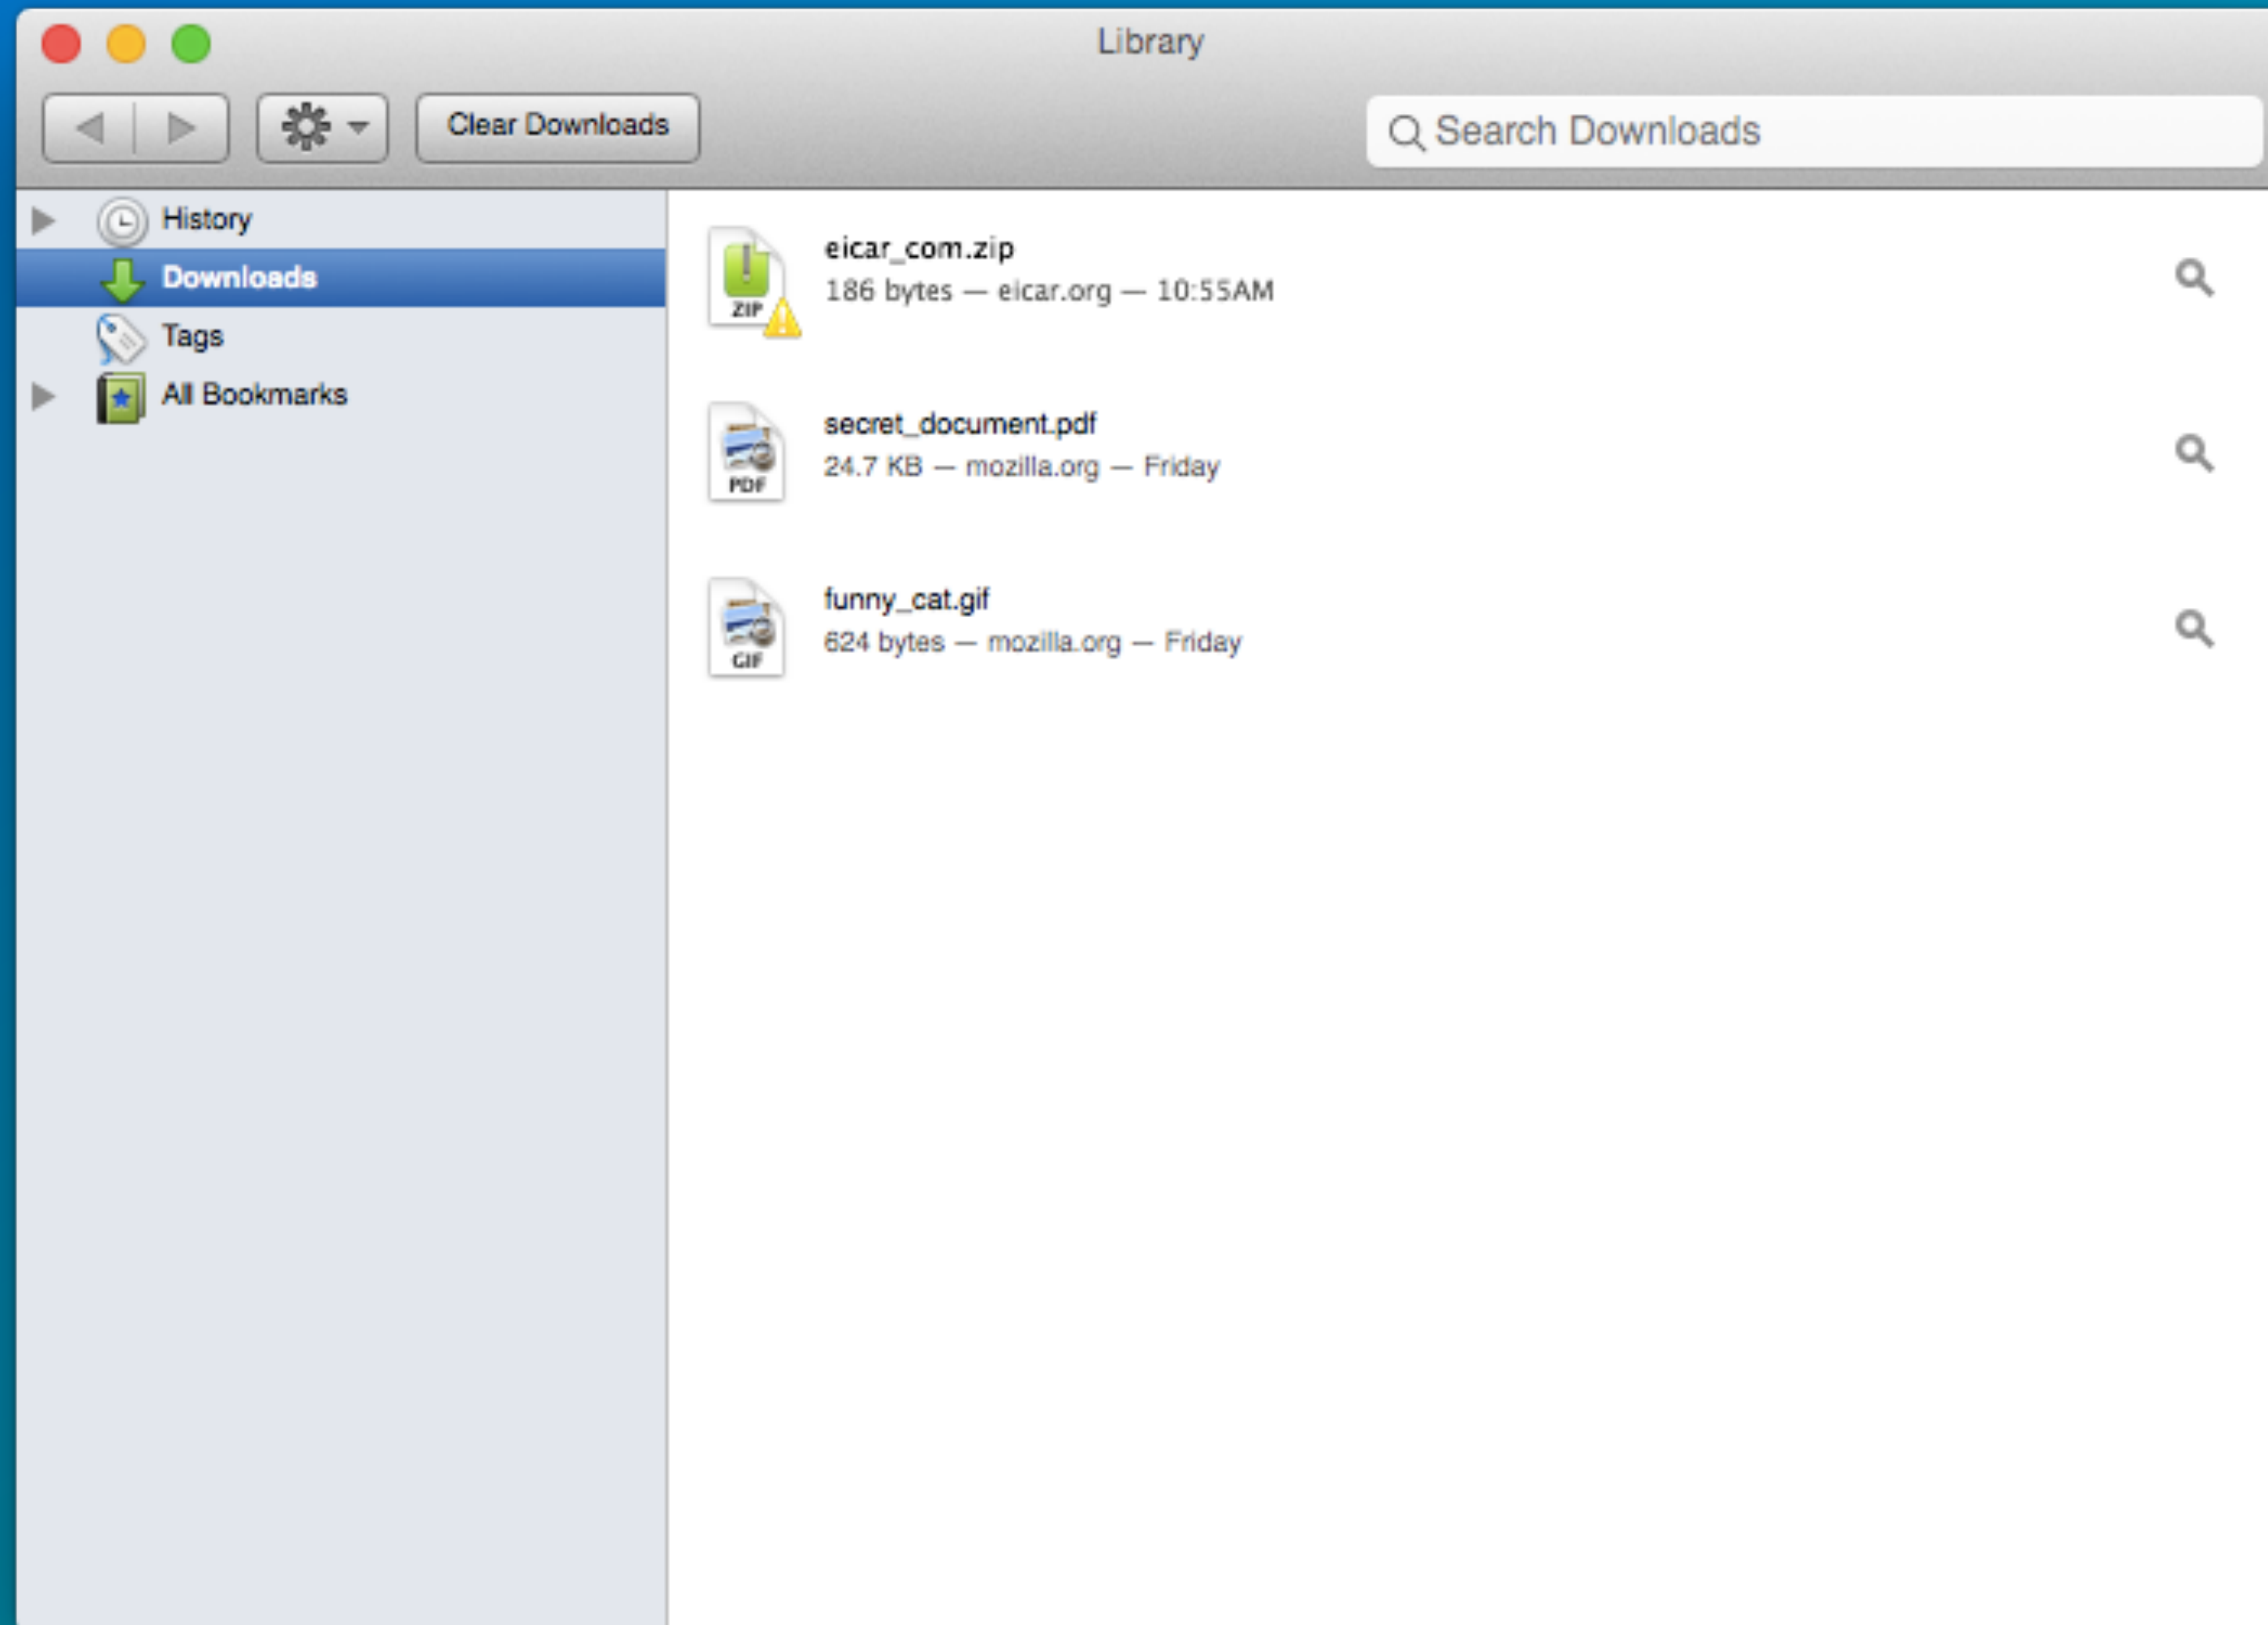 Library
Clear Downloads
Search Downloads
History
Downloads
Tags
All Bookmarks
ZIP
eicar_com.zip
186 bytes — eicar.org — 10:55AM
PDF
secret_document.pdf
24.7 KB — mozilla.org — Friday
GIF
funny_cat.gif
624 bytes — mozilla.org — Friday